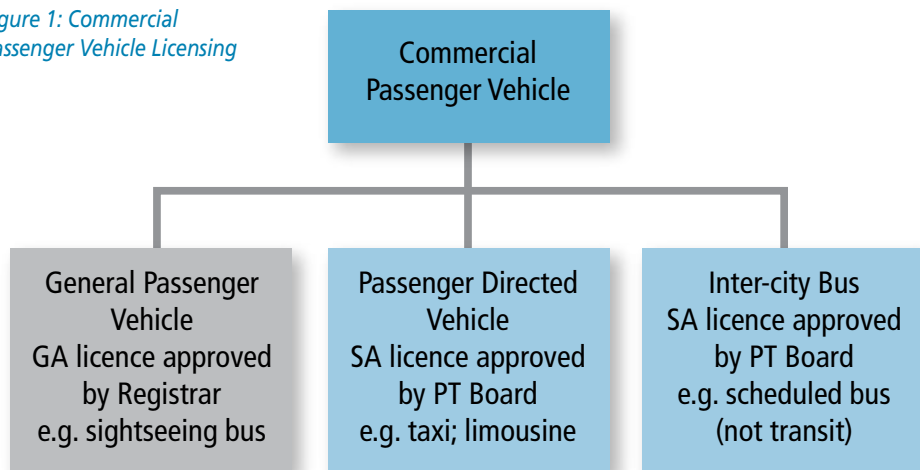 gure 1: Commercial
assenger Vehicle Licensing
Commercial
Passenger Vehicle
General Passenger
Vehicle
GA licence approved
by Registrar
e.g. sightseeing bus
Passenger Directed
Vehicle
SA licence approved
by PT Board
e.g. taxi; limousine
Inter-city Bus
SA licence approved
by PT Board
e.g. scheduled bus
(not transit)